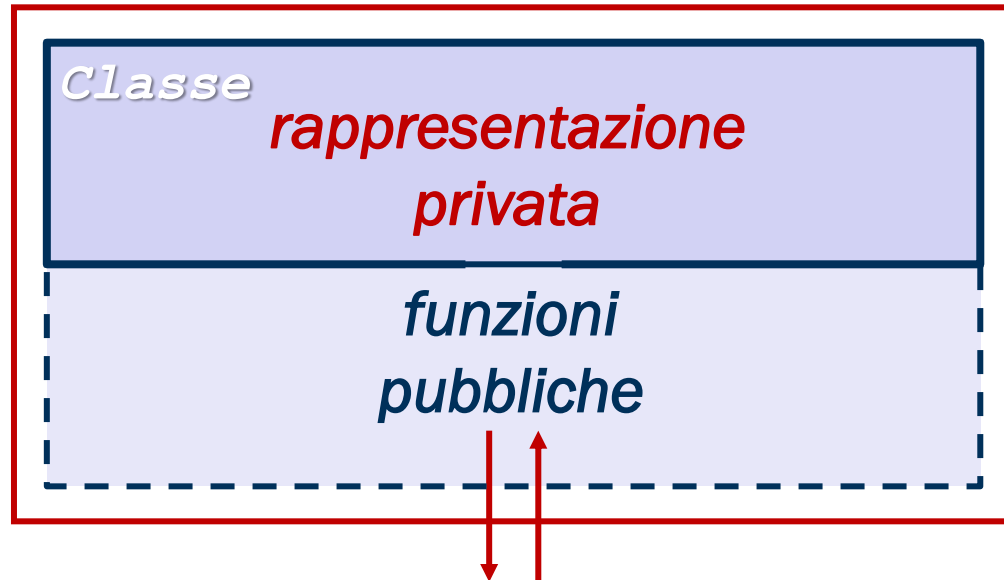 Classe
rappresentazione
privata
funzioni
pubbliche